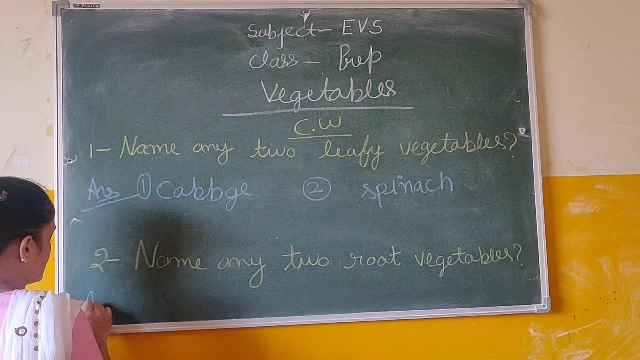 Subject- EVS
Class - Prep
Vegetables
C.W
1- Name any two leafy vegetables?
Ans ① Cabbge ② spinach
2- Name any two root vegetables?
A